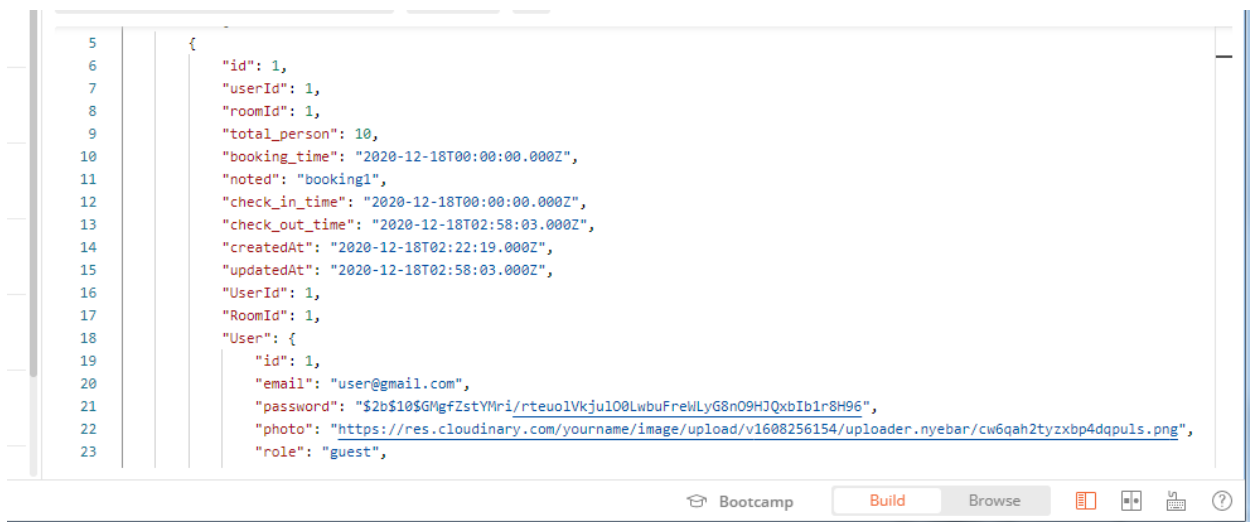 5 {
6 "id": 1,
7 "userId": 1,
8 "roomId": 1,
9 "total_person": 10,
10 "booking_time": "2020-12-18T00:00:00.000Z",
11 "noted": "booking1",
12 "check_in_time": "2020-12-18T00:00:00.000Z",
13 "check_out_time": "2020-12-18T02:58:03.000Z",
14 "createdAt": "2020-12-18T02:22:19.000Z",
15 "updatedAt": "2020-12-18T02:58:03.000Z",
16 "UserId": 1,
17 "RoomId": 1,
18 "User": {
19 "id": 1,
20 "email": "user@gmail.com",
21 "password": "$2b$10$GMgfZstYMri/rteuolVkjulO0LwbuFreWLyG8nO9HJQxbIb1r8H96",
22 "photo": "https://res.cloudinary.com/yourname/image/upload/v1608256154/uploader.nyebar/cw6qah2tyzxbp4dqpuls.png",
23 "role": "guest",
Bootcamp Build Browse